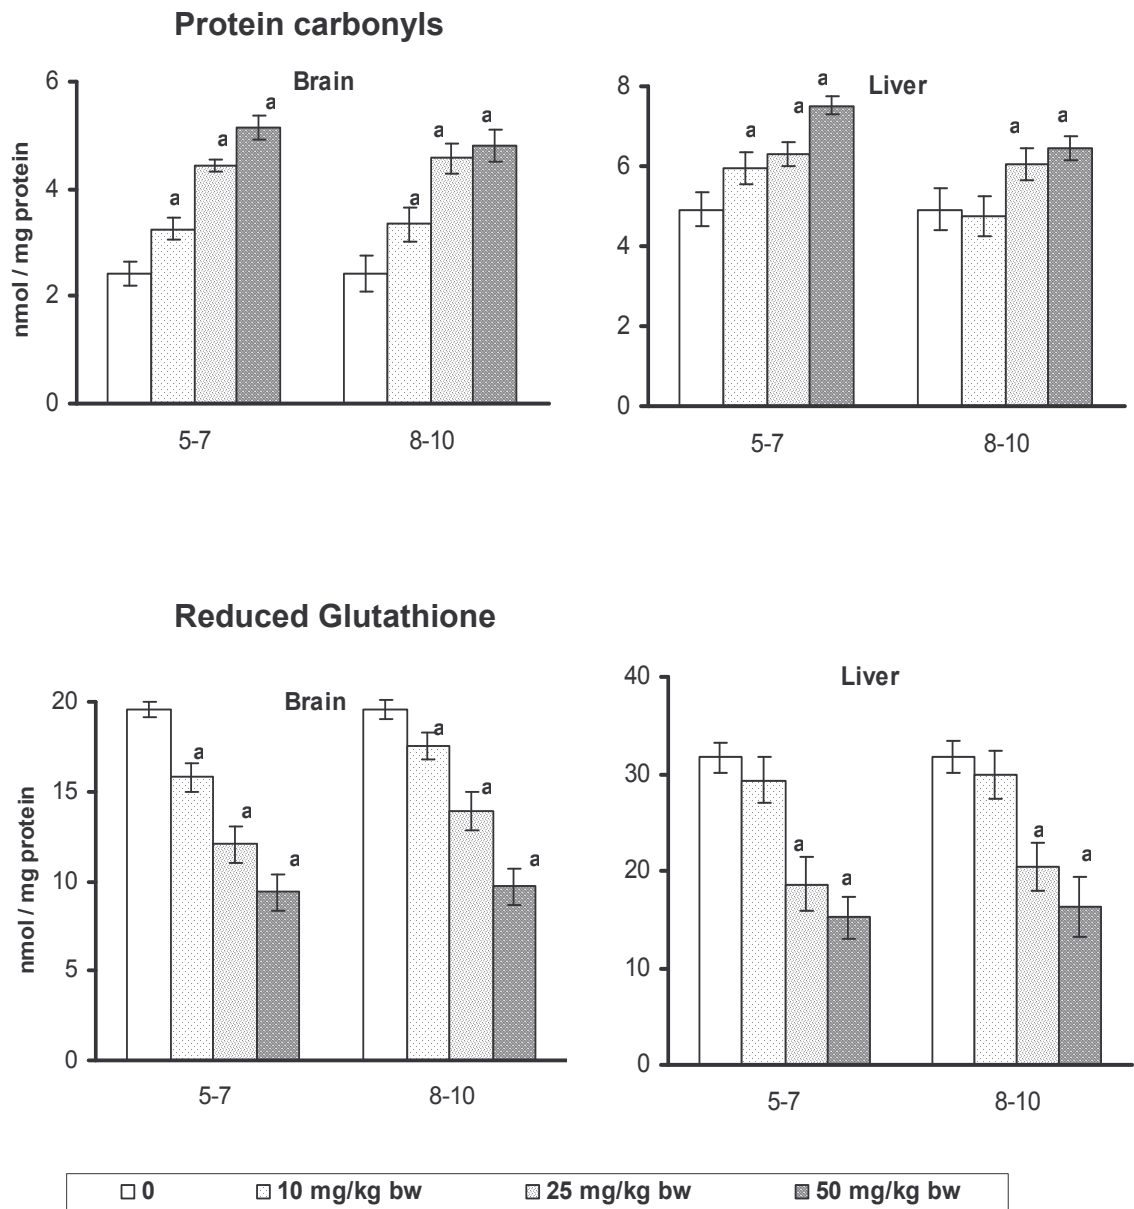 Protein carbonyls
Brain
nmol / mg protein
6
4
2
0
a
a
a
a
a
a
5-7
8-10
Liver
8
6
4
2
0
a
a
a
a
a
5-7
8-10
Reduced Glutathione
Brain
nmol / mg protein
20
15
10
5
0
a
a
a
a
a
a
5-7
8-10
Liver
40
30
20
10
0
a
a
a
a
5-7
8-10
0 10 mg/kg bw 25 mg/kg bw 50 mg/kg bw